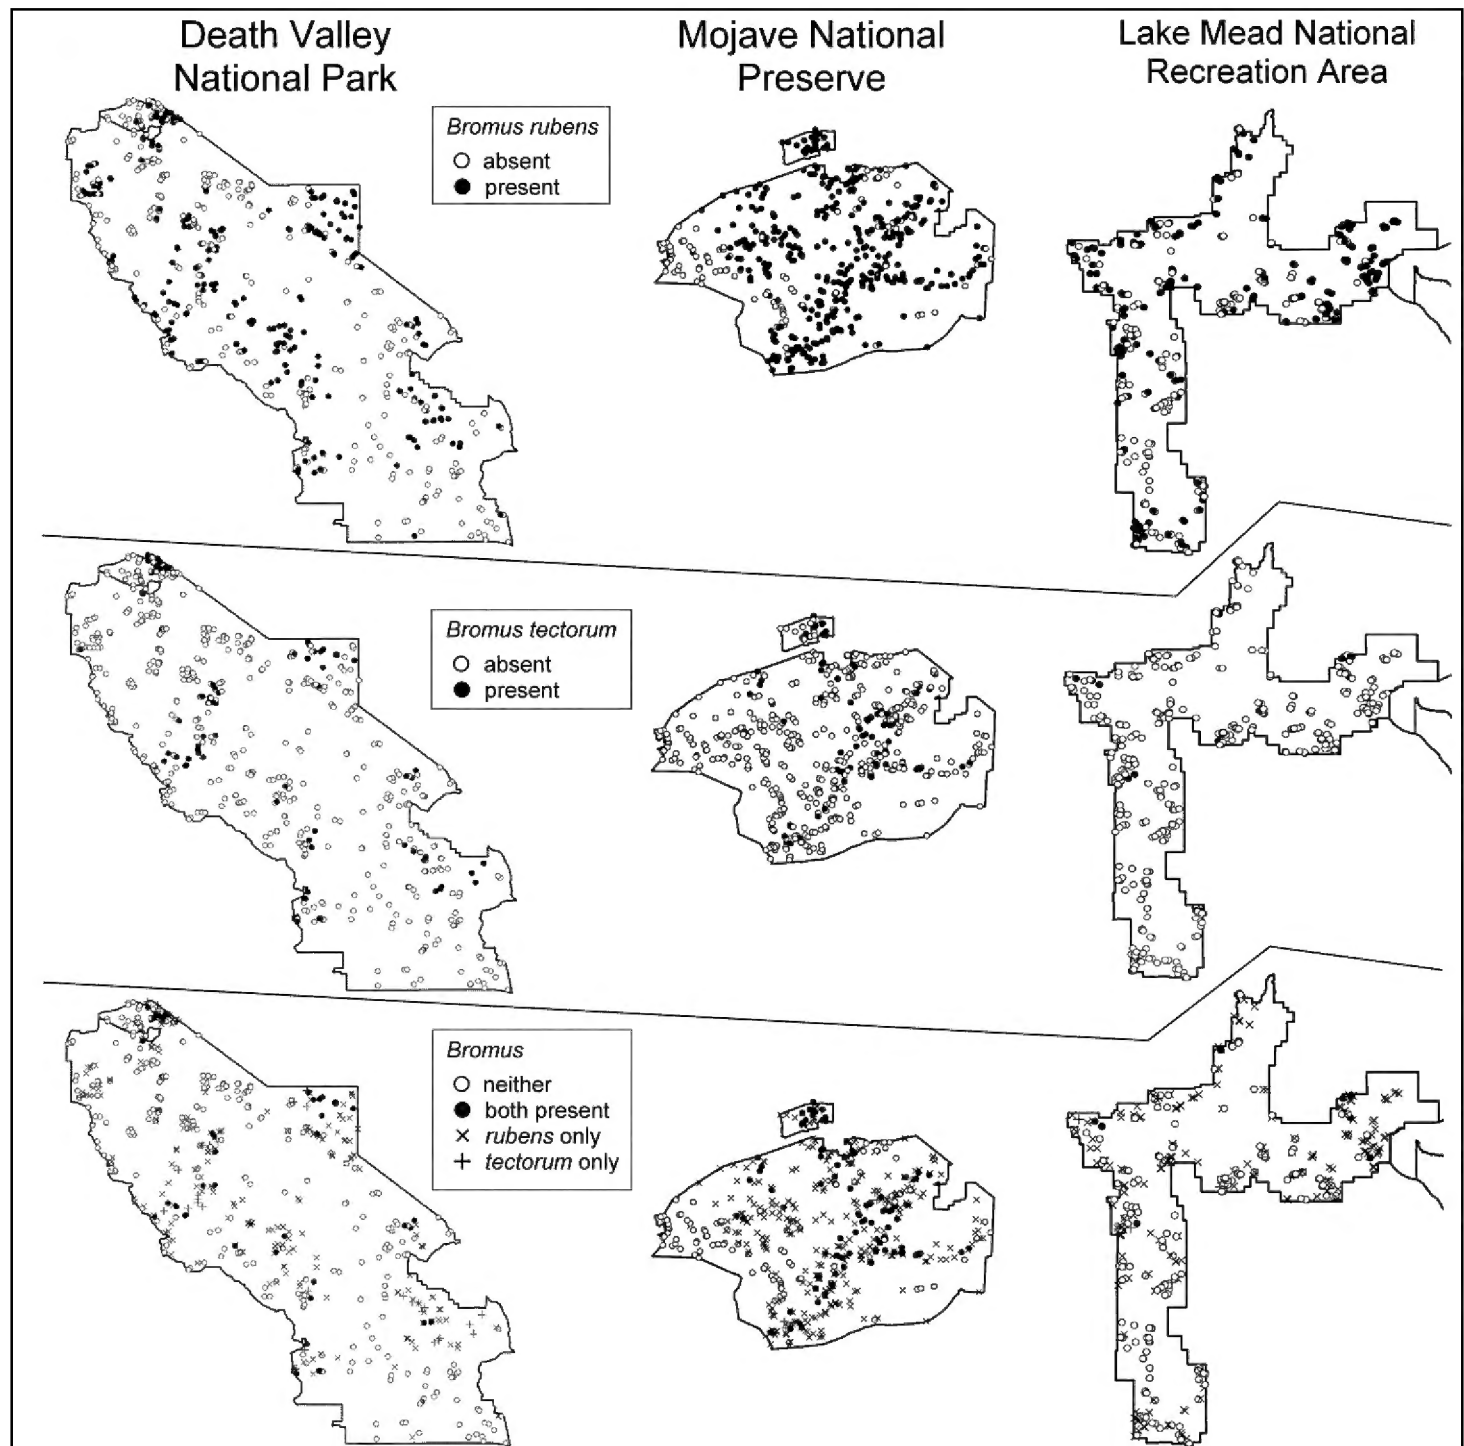 Death Valley
National Park
Mojave National
Preserve
Lake Mead National
Recreation Area
Bromus rubens
absent
present
Bromus tectorum
absent
present
Bromus
neither
both present
rubens only
tectorum only